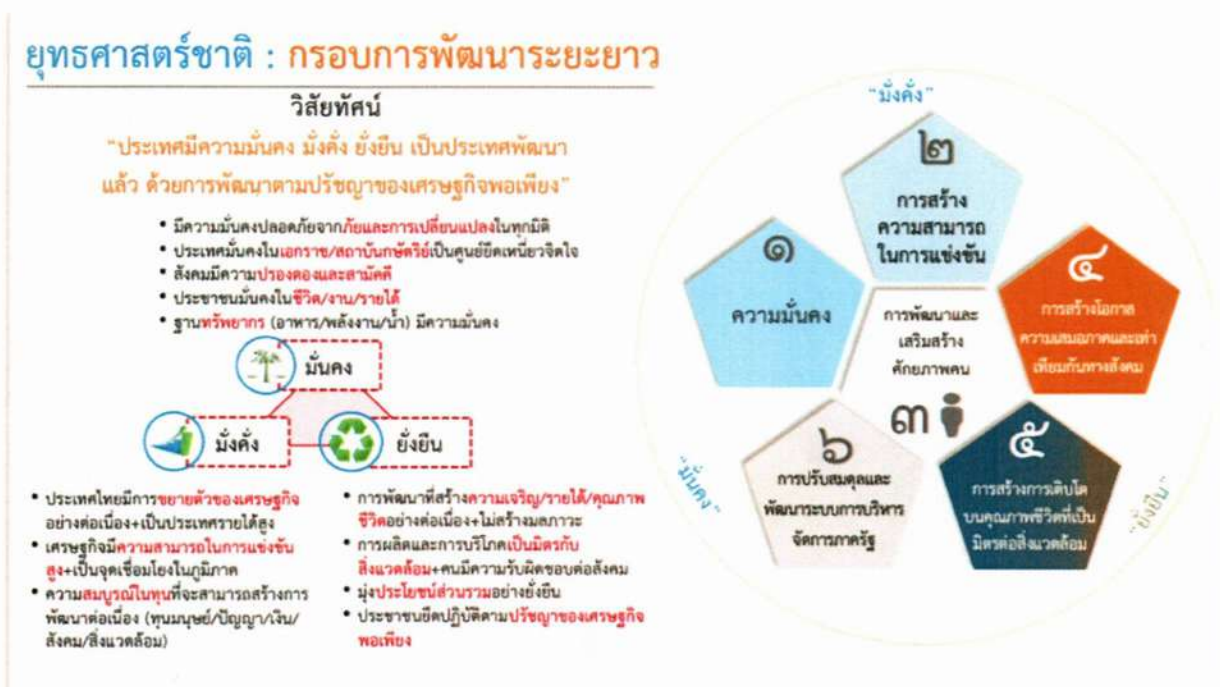 ยุทธศาสตร์ชาติ : กรอบการพัฒนาระยะยาว
วิสัยทัศน์
"ประเทศมีความมั่นคง มั่งคั่ง ยั่งยืน เป็นประเทศพัฒนา
แล้ว ด้วยการพัฒนาตามปรัชญาของเศรษฐกิจพอเพียง"
• มีความมั่นคงปลอดภัยจากภัยและการเปลี่ยนแปลงในทุกมิติ
• ประเทศมั่นคงในเอกราช/สถาบันกษัตริย์เป็นศูนย์ยึดเหนี่ยวจิตใจ
• สังคมมีความปรองดองและสามัคคี
• ประชาชนมั่นคงในชีวิต/งาน/รายได้
• ฐานทรัพยากร (อาหาร/พลังงาน/น้ำ) มีความมั่นคง
มั่นคง
มั่งคั่ง
ยั่งยืน
• ประเทศไทยมีการขยายตัวของเศรษฐกิจ
อย่างต่อเนื่อง+เป็นประเทศรายได้สูง
• เศรษฐกิจมีความสามารถในการแข่งขัน
สูง+เป็นจุดเชื่อมโยงในภูมิภาค
• ความสมบูรณ์ในทุนที่จะสามารถสร้างการ
พัฒนาต่อเนื่อง (ทุนมนุษย์/ปัญญา/เงิน/
สังคม/สิ่งแวดล้อม)
• การพัฒนาที่สร้างความเจริญ/รายได้/คุณภาพ
ชีวิตอย่างต่อเนื่อง+ไม่สร้างมลภาวะ
• การผลิตและการบริโภคเป็นมิตรกับ
สิ่งแวดล้อม+คนมีความรับผิดชอบต่อสังคม
• มุ่งประโยชน์ส่วนรวมอย่างยั่งยืน
• ประชาชนยึดปฏิบัติตามปรัชญาของเศรษฐกิจ
พอเพียง
"มั่งคั่ง"
๒
การสร้าง
ความสามารถ
ในการแข่งขัน
๑
ความมั่นคง
๔
การสร้างโอกาส
ความเสมอภาคและเท่า
เทียมกันทางสังคม
การพัฒนาและ
เสริมสร้าง
ศักยภาพคน
๓
๖
การปรับสมดุลและ
พัฒนาระบบการบริหาร
จัดการภาครัฐ
๕
การสร้างการเติบโต
บนคุณภาพชีวิตที่เป็น
มิตรต่อสิ่งแวดล้อม
"มั่นคง"
"ยั่งยืน"